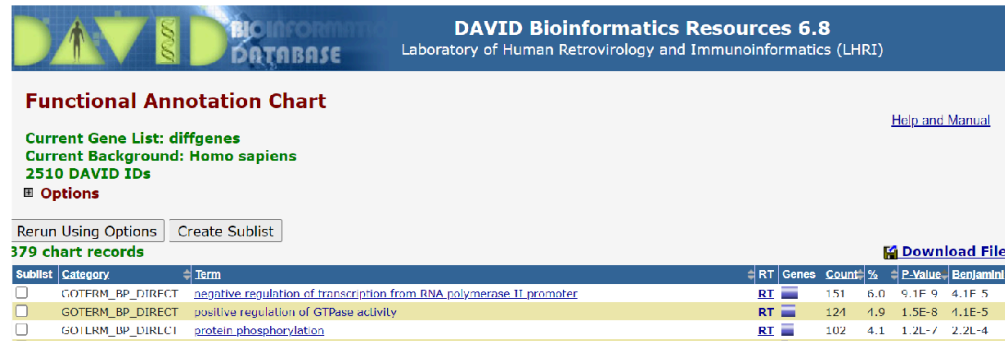 DAVID BIOINFORMATICS DATABASE
DAVID Bioinformatics Resources 6.8
Laboratory of Human Retrovirology and Immunoinformatics (LHRI)
Functional Annotation Chart
Help and Manual
Current Gene List: diffgenes
Current Background: Homo sapiens
2510 DAVID IDs
Options
Rerun Using Options Create Sublist
379 chart records Download File
Sublist Category Term RT Genes Count % P-Value Benjamini
GOTERM_BP_DIRECT negative regulation of transcription from RNA polymerase II promoter RT 151 6.0 9.1E-9 4.1E-5
GOTERM_BP_DIRECT positive regulation of GTPase activity RT 124 4.9 1.5E-8 4.1E-5
GOTERM_BP_DIRECT protein phosphorylation RT 102 4.1 1.2E-7 2.2E-4